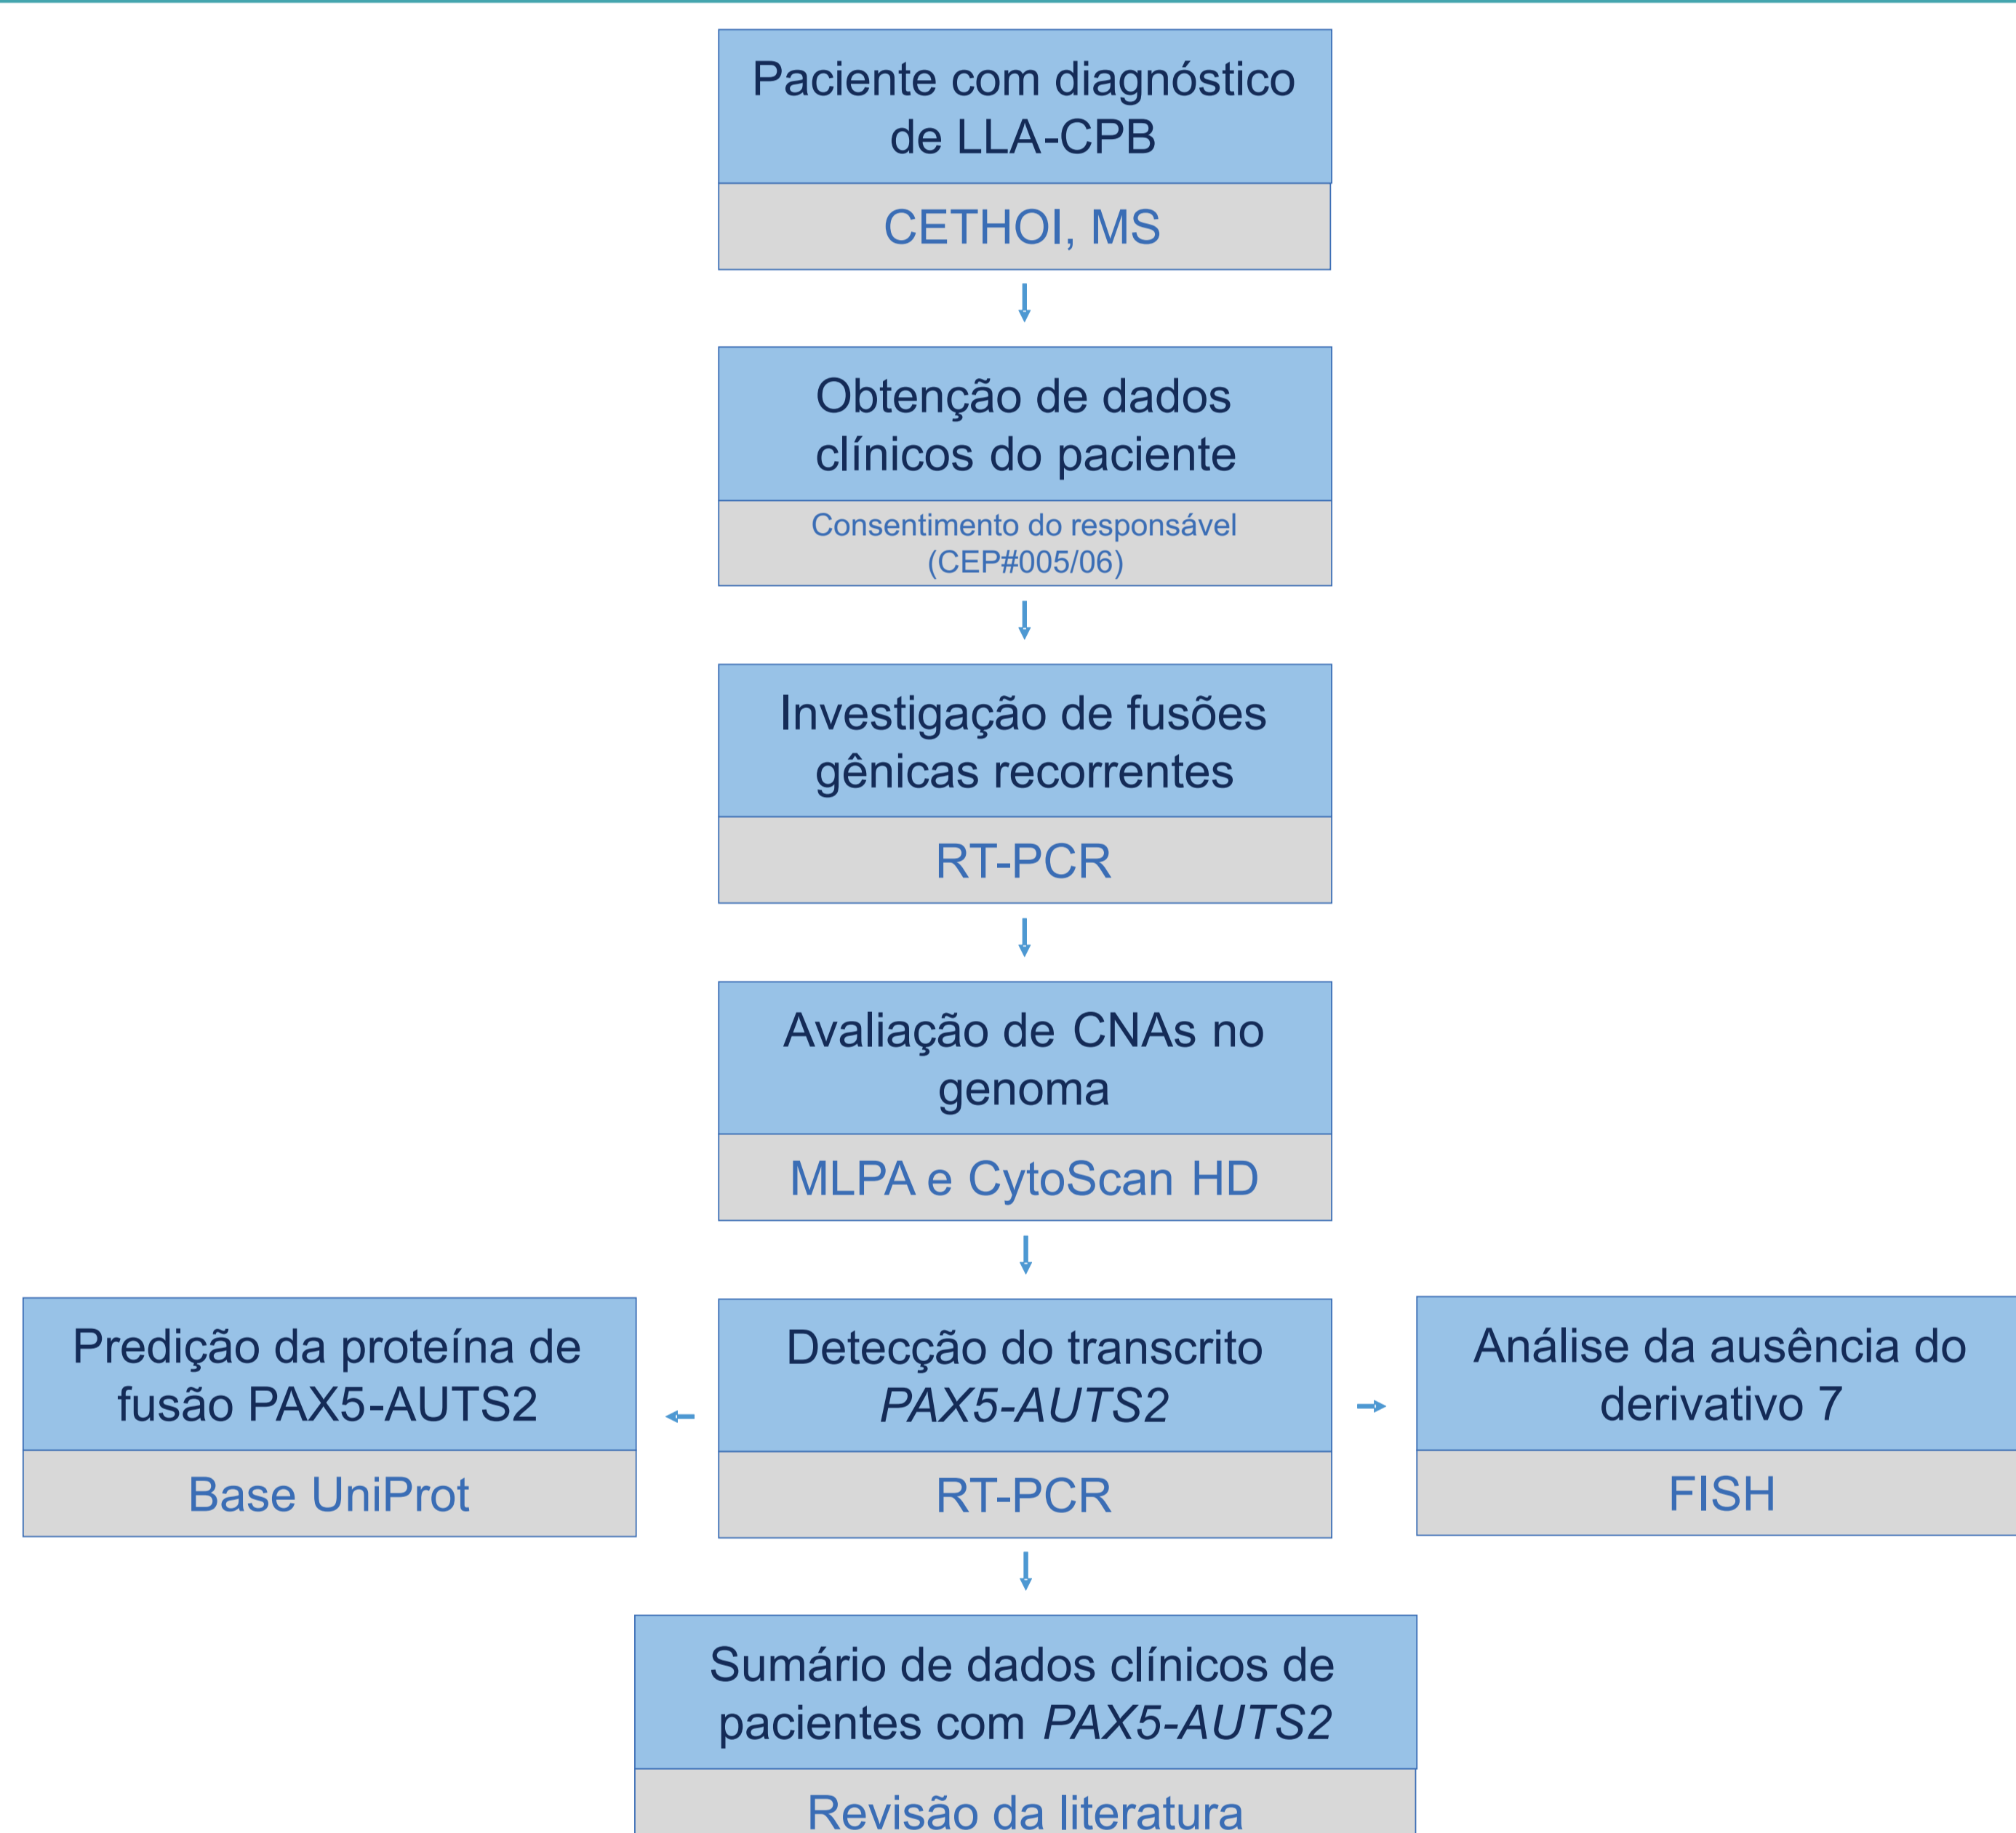 Paciente com diagnóstico
de LLA-CPB
CETHOI, MS
Obtenção de dados
clínicos do paciente
Consentimento do responsável
(CEP#005/06)
Investigação de fusões
gênicas recorrentes
RT-PCR
Avaliação de CNAs no
genoma
MLPA e CytoScan HD
Predição da proteína de
fusão PAX5-AUTS2
Base UniProt
Detecção do transcrito
PAX5-AUTS2
RT-PCR
Análise da ausência do
derivativo 7
FISH
Sumário de dados clínicos de
pacientes com PAX5-AUTS2
Revisão da literatura